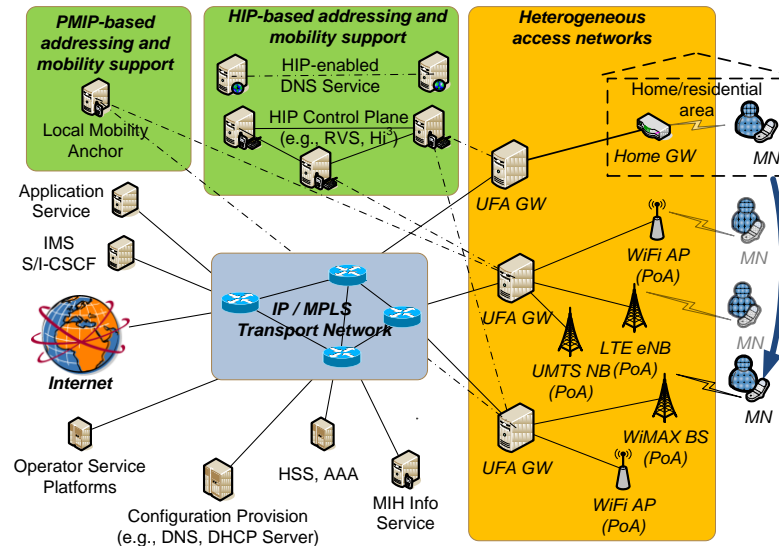 PMIP-based
addressing and
mobility support
Local Mobility
Anchor
HIP-based addressing and
mobility support
HIP-enabled
DNS Service
HIP Control Plane
(e.g., RVS, Hi³)
Heterogeneous
access networks
Home/residential
area
Home GW
MN
UFA GW
Application
Service
IMS
S/I-CSCF
Internet
IP / MPLS
Transport Network
WiFi AP
(PoA)
MN
UFA GW
UMTS NB
(PoA)
LTE eNB
(PoA)
MN
WiMAX BS
(PoA)
MN
UFA GW
WiFi AP
(PoA)
Operator Service
Platforms
Configuration Provision
(e.g., DNS, DHCP Server)
HSS, AAA
MIH Info
Service